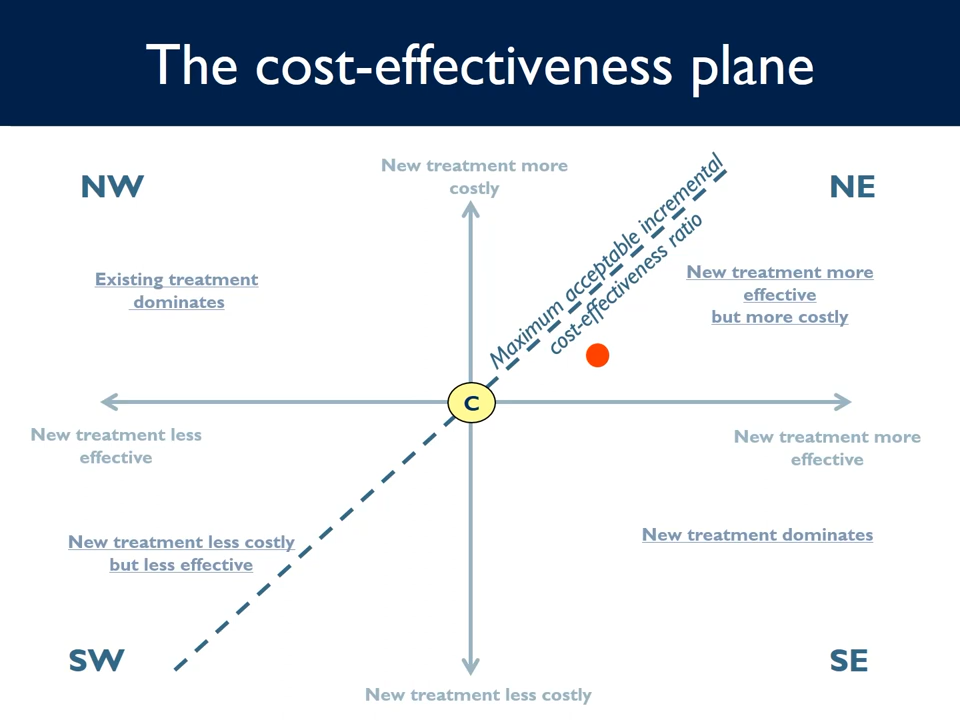 The cost-effectiveness plane
NW
New treatment more
costly
NE
Maximum acceptable incremental
cost-effectiveness ratio
Existing treatment
dominates
New treatment more
effective
but more costly
C
New treatment less
effective
New treatment more
effective
New treatment less costly
but less effective
New treatment dominates
SW
SE
New treatment less costly